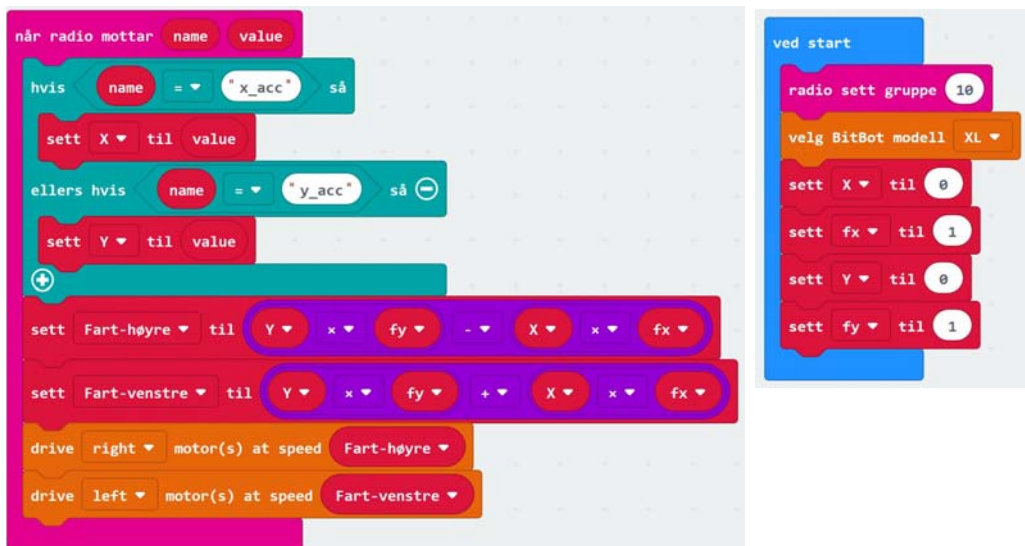 når radio mottar name value
hvis name = "x_acc" så
sett X til value
ellers hvis name = "y_acc" så
sett Y til value
sett Fart-høyre til Y × fy - X × fx
sett Fart-venstre til Y × fy + X × fx
drive right motor(s) at speed Fart-høyre
drive left motor(s) at speed Fart-venstre
ved start
radio sett gruppe 10
velg BitBot modell XL
sett X til 0
sett fx til 1
sett Y til 0
sett fy til 1